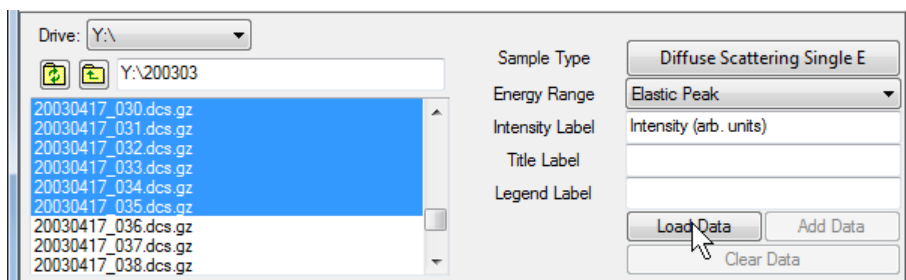 Drive: Y:\
Y:\200303
20030417_030.dcs.gz
20030417_031.dcs.gz
20030417_032.dcs.gz
20030417_033.dcs.gz
20030417_034.dcs.gz
20030417_035.dcs.gz
20030417_036.dcs.gz
20030417_037.dcs.gz
20030417_038.dcs.gz
Sample Type Diffuse Scattering Single E
Energy Range Elastic Peak
Intensity Label Intensity (arb. units)
Title Label
Legend Label
Load Data Add Data
Clear Data